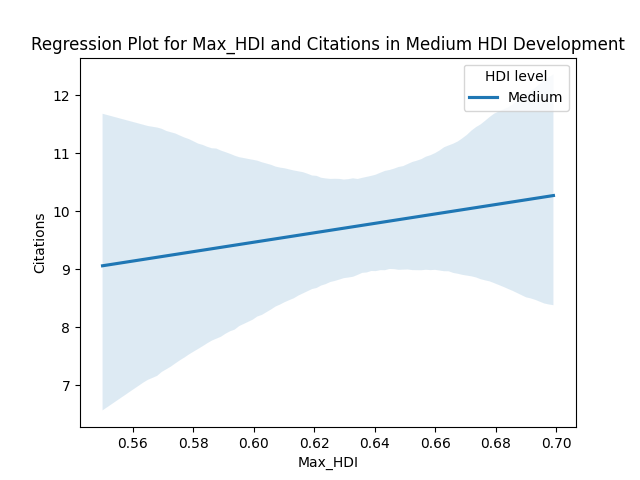 Regression Plot for Max_HDI and Citations in Medium HDI Development
HDI level
Medium
12
11
10
9
8
7
Citations
0.56 0.58 0.60 0.62 0.64 0.66 0.68 0.70
Max_HDI